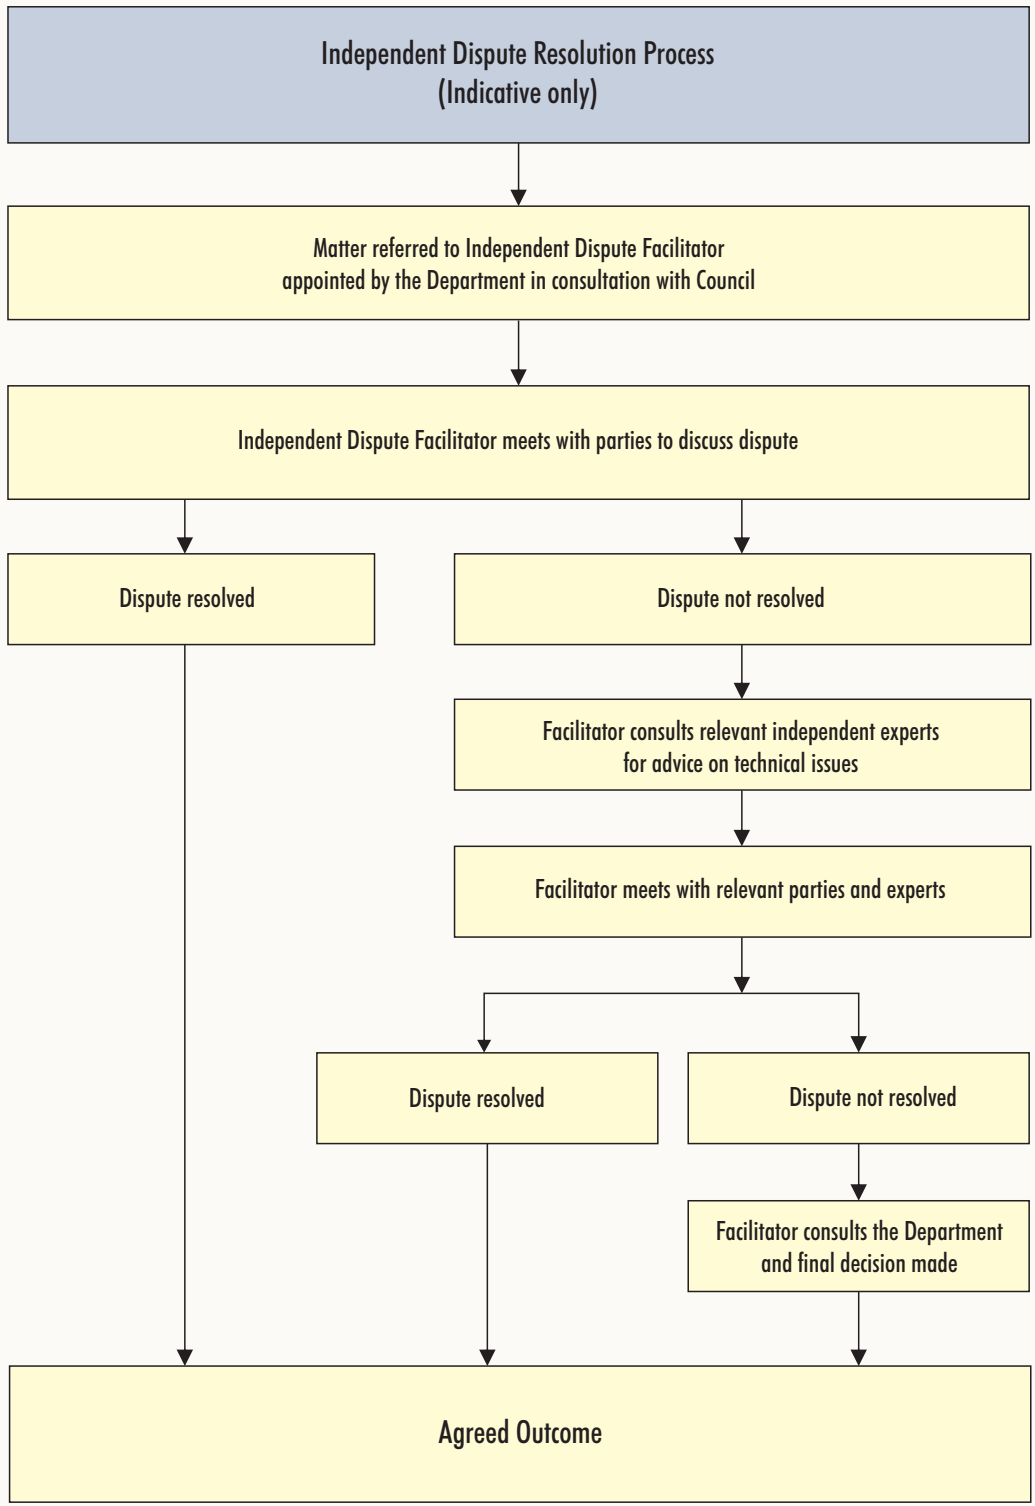 Independent Dispute Resolution Process
(Indicative only)
Matter referred to Independent Dispute Facilitator
appointed by the Department in consultation with Council
Independent Dispute Facilitator meets with parties to discuss dispute
Dispute resolved
Dispute not resolved
Facilitator consults relevant independent experts
for advice on technical issues
Facilitator meets with relevant parties and experts
Dispute resolved
Dispute not resolved
Facilitator consults the Department
and final decision made
Agreed Outcome